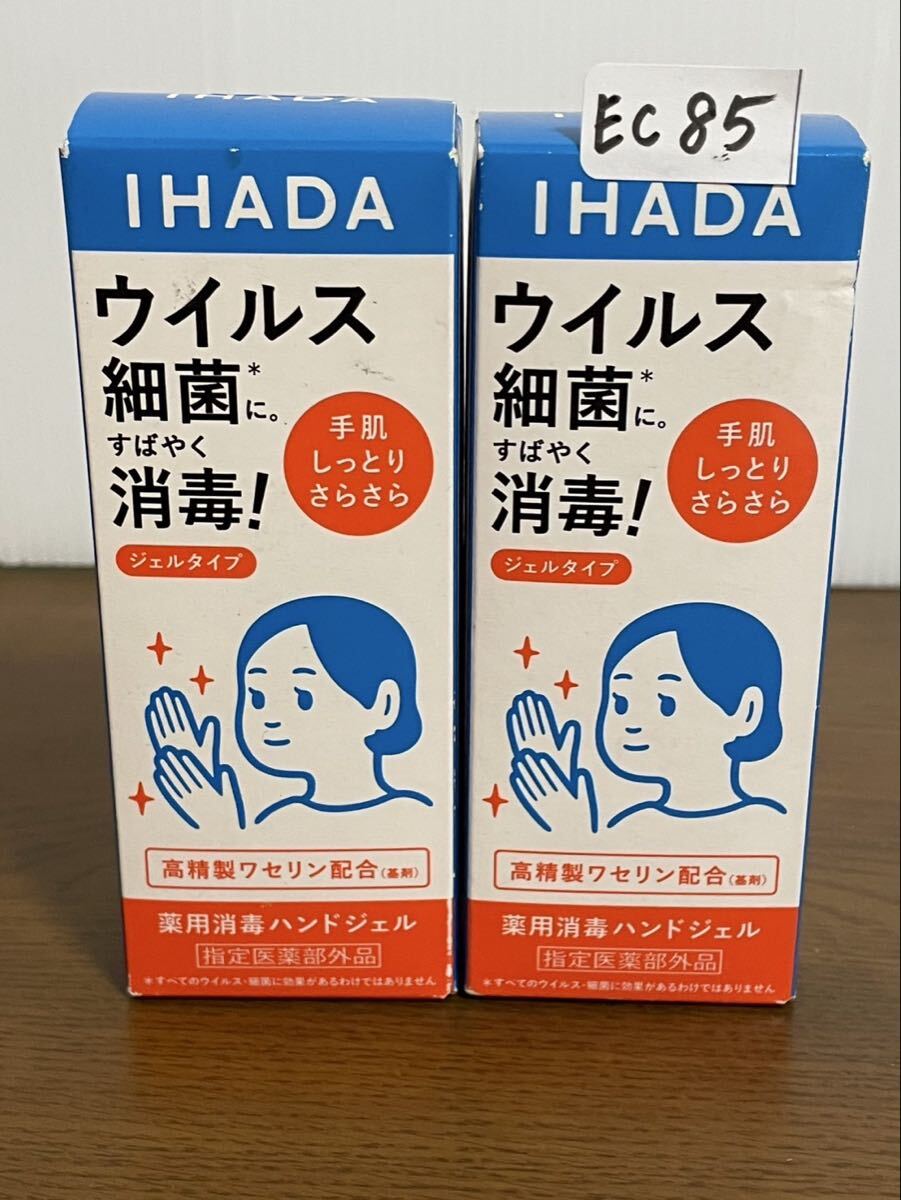 IHADA
IHADA
ウイルス
細菌*に。
すばやく
消毒!
手肌
しっとり
さらさら
ジェルタイプ
高精製ワセリン配合(基剤)
薬用消毒ハンドジェル
指定医薬部外品
*すべてのウイルス・細菌に効果があるわけではありません
EC 85
IHADA
ウイルス
細菌*に。
すばやく
消毒!
手肌
しっとり
さらさら
ジェルタイプ
高精製ワセリン配合(基剤)
薬用消毒ハンドジェル
指定医薬部外品
*すべてのウイルス・細菌に効果があるわけではありません